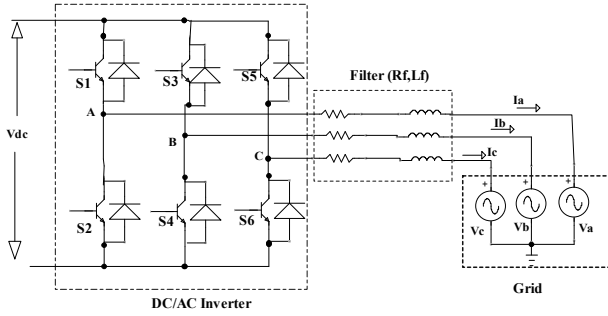 S1
S3
S5
Filter (Rf,Lf)
Ia
A
Vdc
B
Ib
C
Ic
+
+
+
S2
S4
S6
Vc
Vb
Va
DC/AC Inverter
Grid